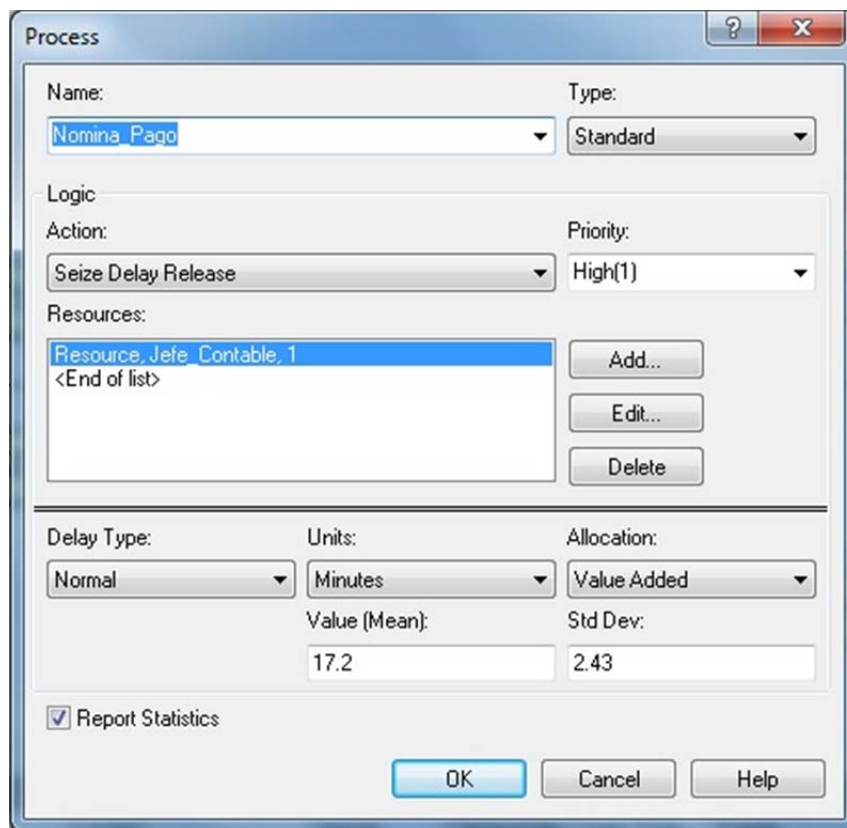 Process
Name:
Type:
Nomina_Pago
Standard
Logic
Action:
Priority:
Seize Delay Release
High(1)
Resources:
Resource, Jefe_Contable, 1
<End of list>
Add...
Edit...
Delete
Delay Type:
Units:
Allocation:
Normal
Minutes
Value Added
Value (Mean):
Std Dev:
17.2
2.43
Report Statistics
OK
Cancel
Help